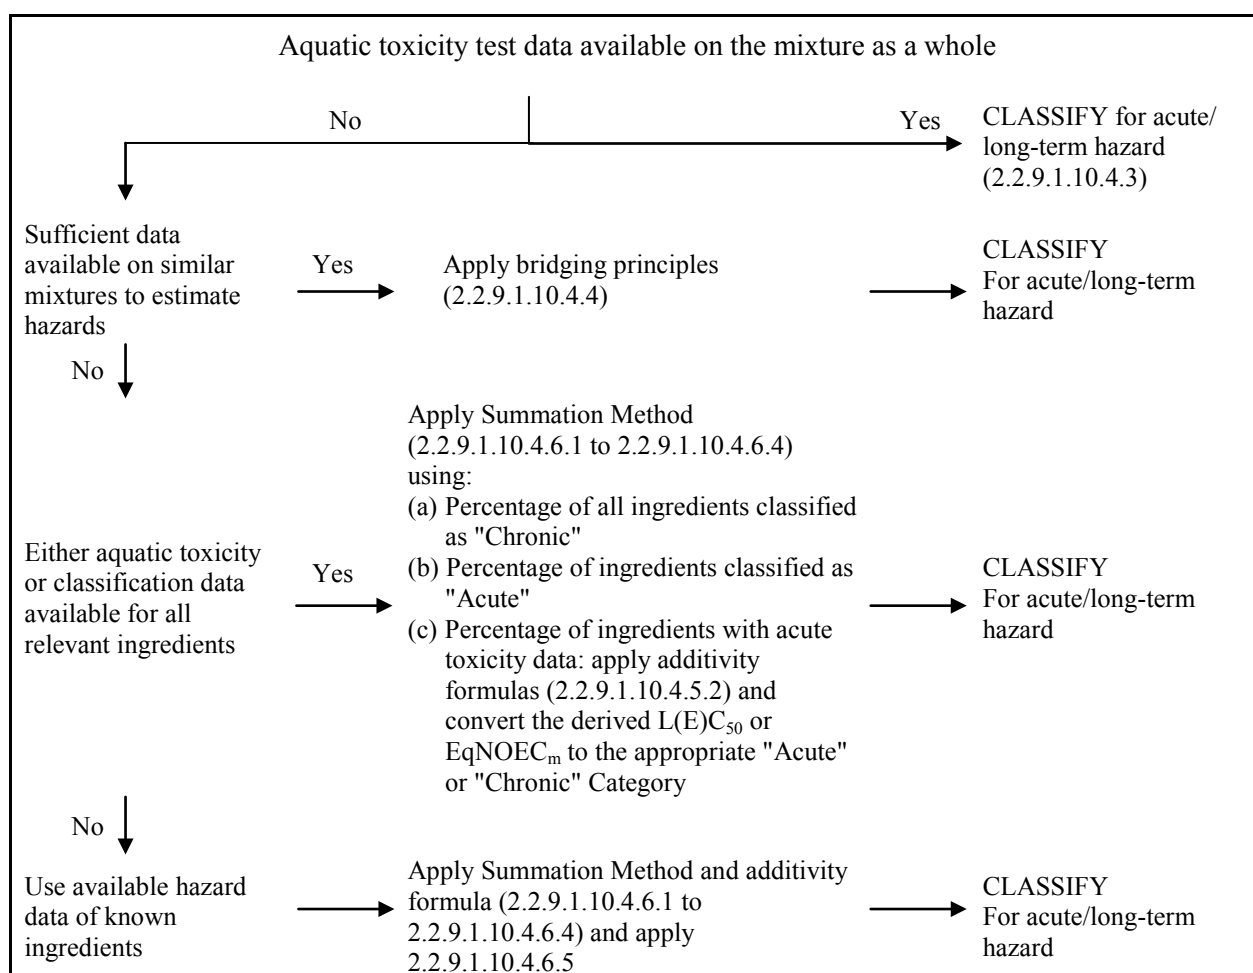 Aquatic toxicity test data available on the mixture as a whole
No
Yes
CLASSIFY for acute/
long-term hazard
(2.2.9.1.10.4.3)
Sufficient data
available on similar
mixtures to estimate
hazards
Yes
Apply bridging principles
(2.2.9.1.10.4.4)
CLASSIFY
For acute/long-term
hazard
No
Either aquatic toxicity
or classification data
available for all
relevant ingredients
Yes
Apply Summation Method
(2.2.9.1.10.4.6.1 to 2.2.9.1.10.4.6.4)
using:
(a) Percentage of all ingredients classified
as "Chronic"
(b) Percentage of ingredients classified as
"Acute"
(c) Percentage of ingredients with acute
toxicity data: apply additivity
formulas (2.2.9.1.10.4.5.2) and
convert the derived L(E)C50 or
EqNOECm to the appropriate "Acute"
or "Chronic" Category
CLASSIFY
For acute/long-term
hazard
No
Use available hazard
data of known
ingredients
Apply Summation Method and additivity
formula (2.2.9.1.10.4.6.1 to
2.2.9.1.10.4.6.4) and apply
2.2.9.1.10.4.6.5
CLASSIFY
For acute/long-term
hazard